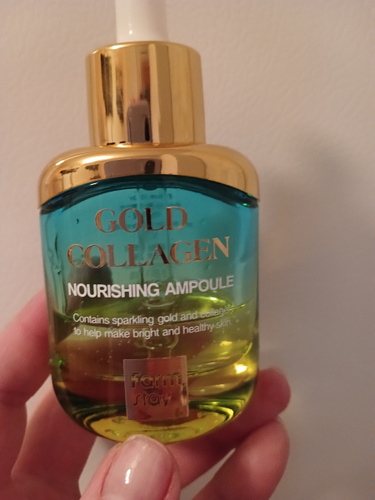 GOLD
COLLAGEN
NOURISHING AMPOULE
Contains sparkling gold and collagen
to help make bright and healthy skin
farm
stay